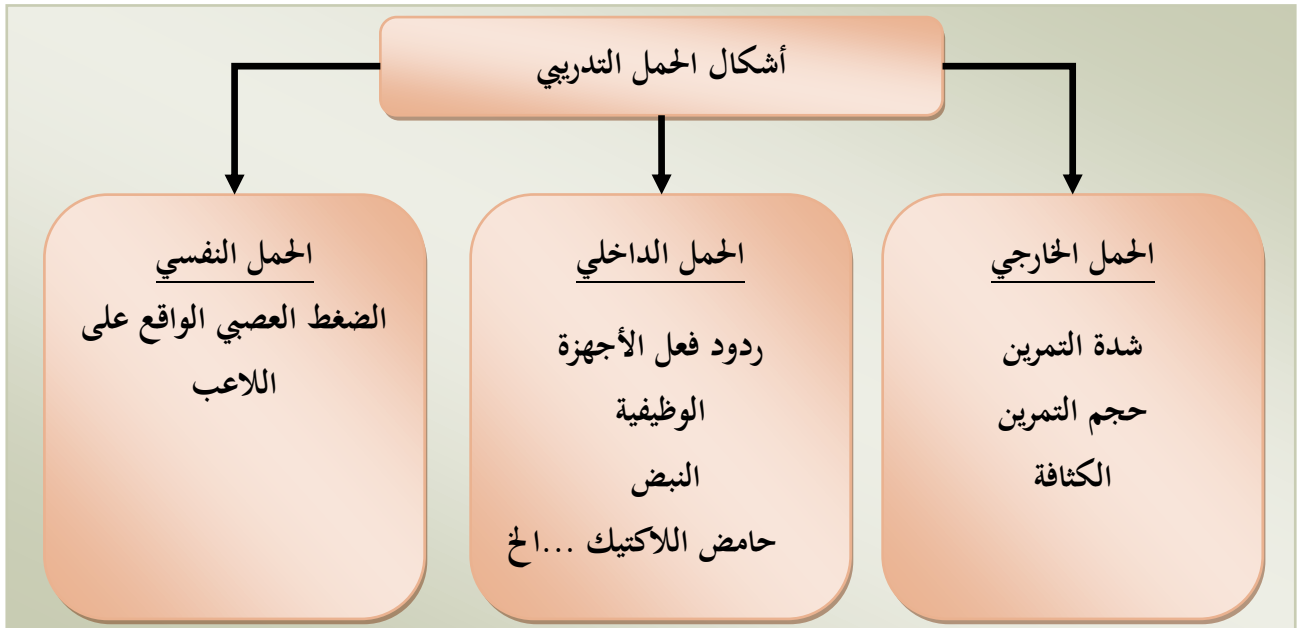 أشكال الحمل التدريبي
الحمل الخارجي
شدة التمرين
حجم التمرين
الكثافة
الحمل الداخلي
ردود فعل الأجهزة
الوظيفية
النبض
حامض اللاكتيك ...الخ
الحمل النفسي
الضغط العصبي الواقع على
اللاعب